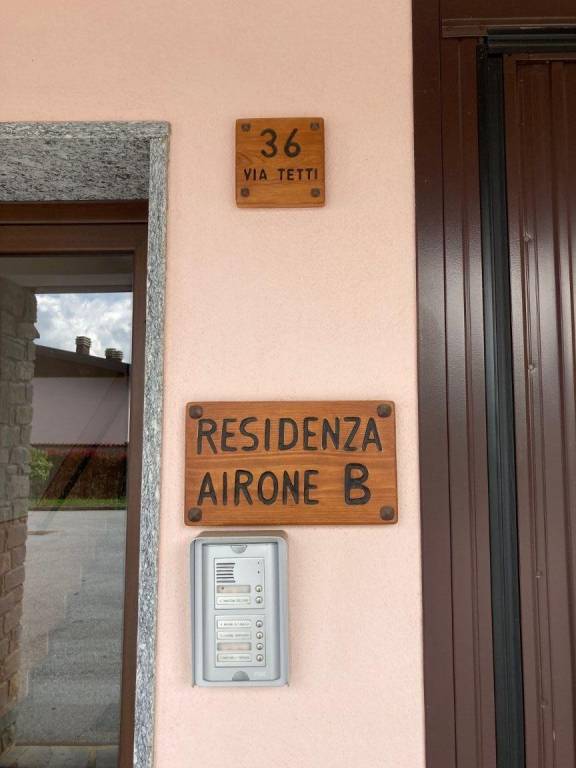 36
VIA TETTI
RESIDENZA
AIRONE B